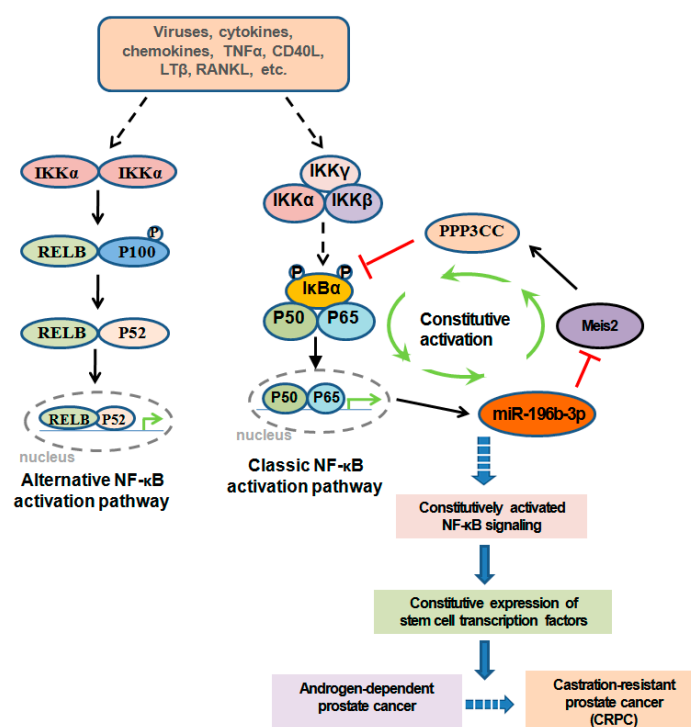 Viruses, cytokines,
chemokines, TNFα, CD40L,
LTβ, RANKL, etc.
IKKα
IKKα
RELB
P100
P
RELB
P52
RELB
P52
nucleus
Alternative NF-κB
activation pathway
IKKγ
IKKα
IKKβ
P
P
IκBα
P50
P65
P50
P65
nucleus
Classic NF-κB
activation pathway
PPP3CC
Constitutive
activation
Meis2
miR-196b-3p
Constitutively activated
NF-κB signaling
Constitutive expression of
stem cell transcription factors
Androgen-dependent
prostate cancer
Castration-resistant
prostate cancer
(CRPC)